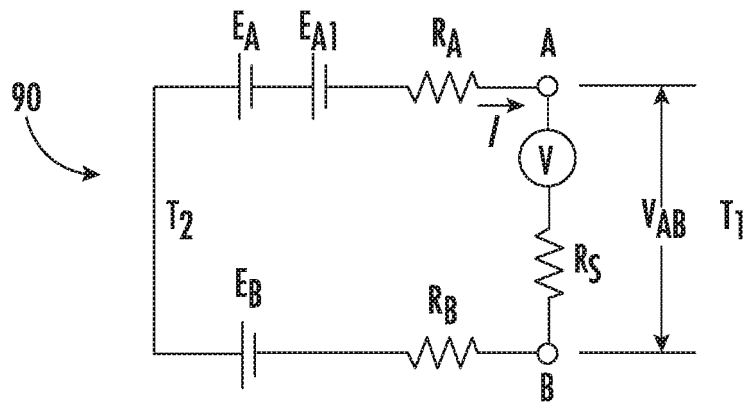 E_A E_A1 R_A A
90
I
V
T_2 V_AB T_1
R_S
E_B R_B
B